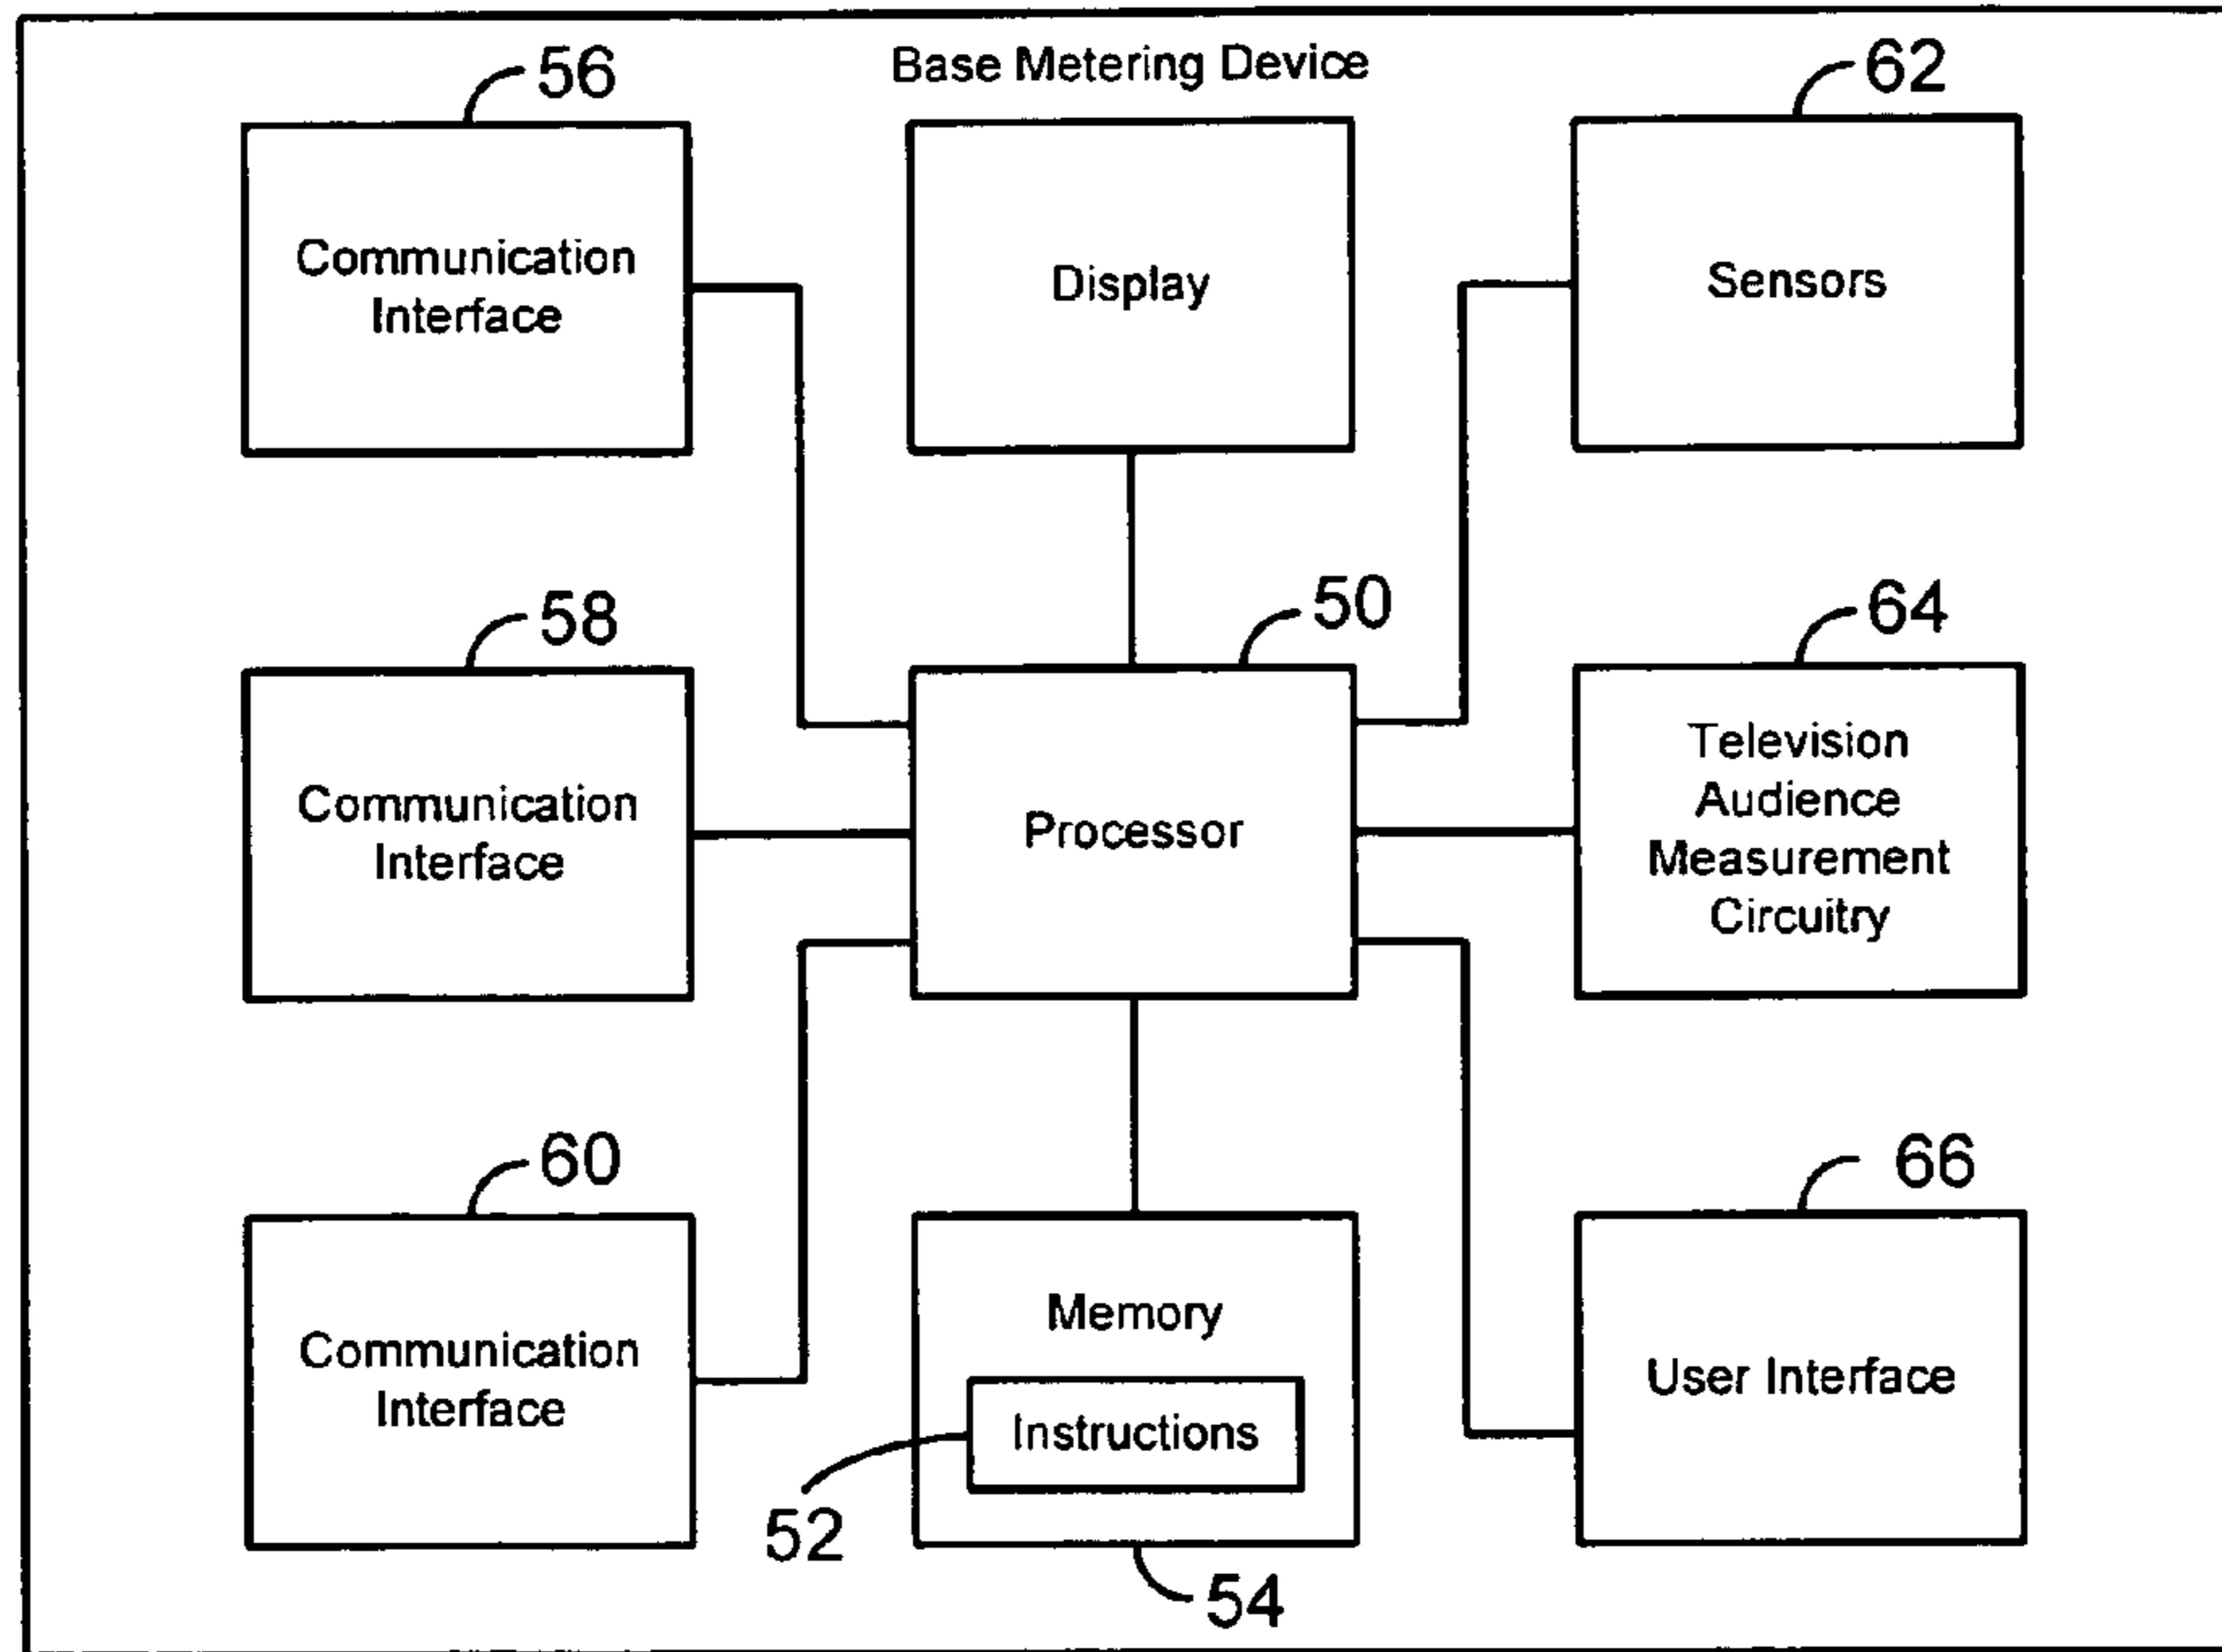 Base Metering Device
56
62
Communication
Interface
Display
Sensors
58
50
64
Communication
Interface
Processor
Television
Audience
Measurement
Circuitry
60
66
Communication
Interface
Memory
Instructions
User Interface
52
54